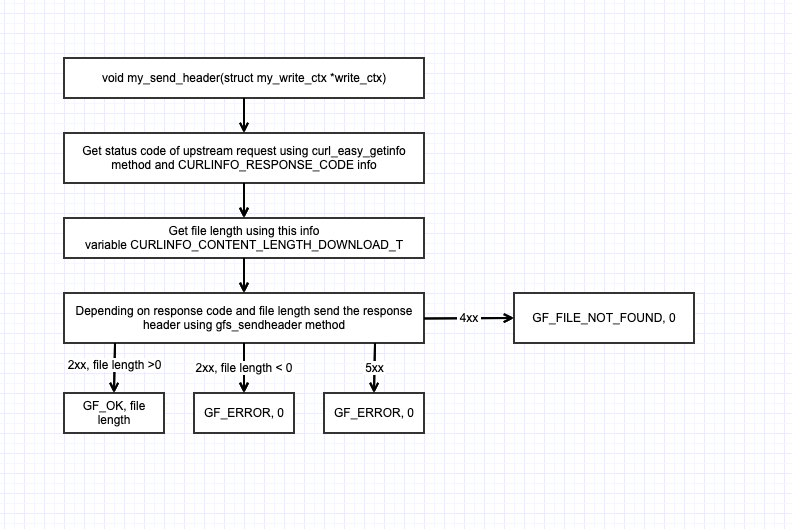 void my_send_header(struct my_write_ctx *write_ctx)
Get status code of upstream request using curl_easy_getinfo
method and CURLINFO_RESPONSE_CODE info
Get file length using this info
variable CURLINFO_CONTENT_LENGTH_DOWNLOAD_T
Depending on response code and file length send the response
header using gfs_sendheader method
4xx
GF_FILE_NOT_FOUND, 0
2xx, file length >0
2xx, file length < 0
5xx
GF_OK, file
length
GF_ERROR, 0
GF_ERROR, 0